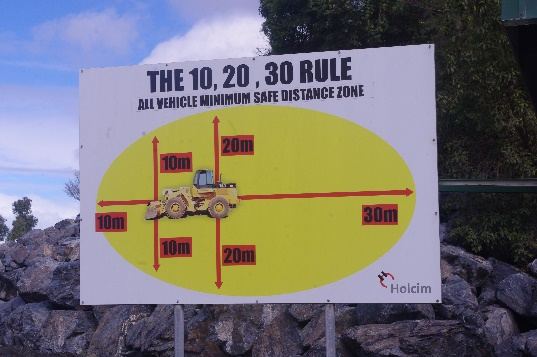 THE 10, 20 , 30 RULE
ALL VEHICLE MINIMUM SAFE DISTANCE ZONE
20m
10m
10m
30m
10m
20m
Holcim